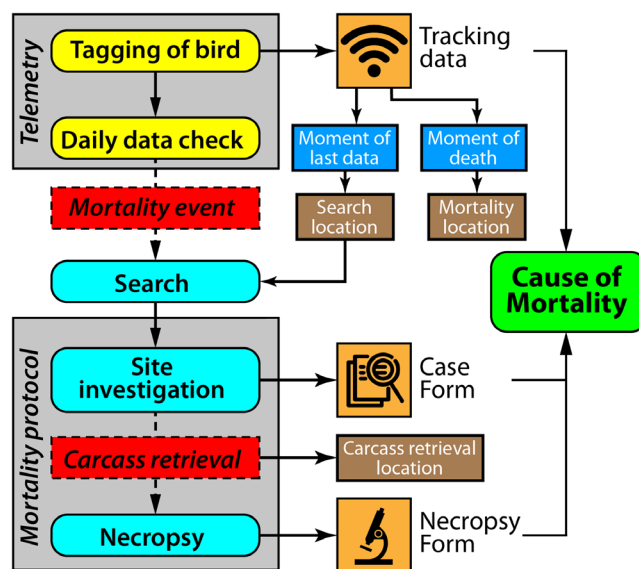 Telemetry
Tagging of bird
Tracking
data
Daily data check
Moment of
last data
Moment of
death
Mortality event
Search
location
Mortality
location
Search
Cause of
Mortality
Mortality protocol
Site
investigation
Case
Form
Carcass retrieval
Carcass retrieval
location
Necropsy
Necropsy
Form